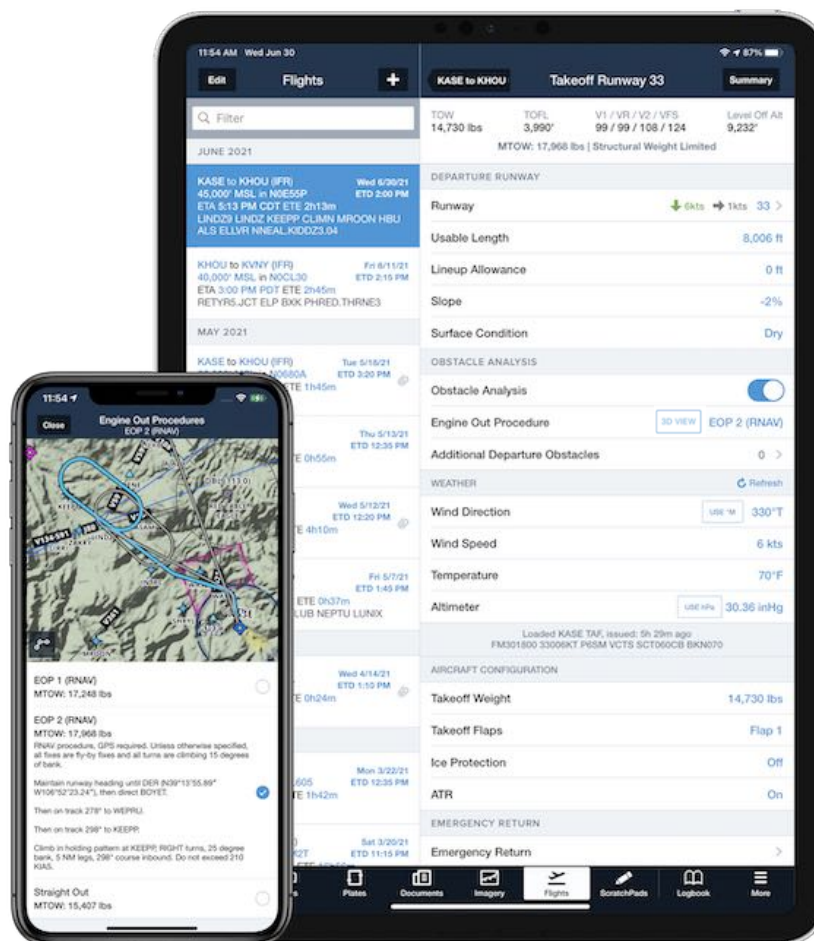 11:54 AM Wed Jun 30
87%
Edit
Flights
+
KASE to KHOU
Takeoff Runway 33
Summary
Filter
JUNE 2021
KASE to KHOU (IFR)
Wed 6/30/21
45,000' MSL in N0E55P
ETD 2:00 PM
ETA 5:13 PM CDT ETE 2h13m
LINDZ9 LINDZ KEEPP CLIMN MROON HBU
ALS ELLVR NNEAL.KIDDZ3.04
KHOU to KVNY (IFR)
Fri 6/11/21
40,000' MSL in N0CL30
ETD 2:15 PM
ETA 3:00 PM PDT ETE 2h45m
RETYR5.JCT ELP BXK PHRED.THRNE3
MAY 2021
KASE to KHOU (IFR)
Tue 5/18/21
N0680A
ETD 3:20 PM
TE 1h45m
Thu 5/13/21
ETD 12:35 PM
E 0h55m
Wed 5/12/21
ETD 12:20 PM
E 4h10m
Fri 5/7/21
ETD 1:45 PM
ETE 0h37m
LUB NEPTU LUNIX
Wed 4/14/21
ETD 1:10 PM
TE 0h24m
Mon 3/22/21
L605
ETD 12:35 PM
TE 1h42m
Sat 3/20/21
K2T
ETD 11:15 PM
TOW
TOFL
V1 / VR / V2 / VFS
Level Off Alt
14,730 lbs
3,990'
99 / 99 / 108 / 124
9,232'
MTOW: 17,968 lbs | Structural Weight Limited
DEPARTURE RUNWAY
Runway
6kts
1kts
33
Usable Length
8,006 ft
Lineup Allowance
0 ft
Slope
-2%
Surface Condition
Dry
OBSTACLE ANALYSIS
Obstacle Analysis
Engine Out Procedure
3D VIEW
EOP 2 (RNAV)
Additional Departure Obstacles
0
WEATHER
Refresh
Wind Direction
USE °M
330°T
Wind Speed
6 kts
Temperature
70°F
Altimeter
USE hPa
30.36 inHg
Loaded KASE TAF, issued: 5h 29m ago
FM301800 33006KT P6SM VCTS SCT060CB BKN070
AIRCRAFT CONFIGURATION
Takeoff Weight
14,730 lbs
Takeoff Flaps
Flap 1
Ice Protection
Off
ATR
On
EMERGENCY RETURN
Emergency Return
Plates
Documents
Imagery
Flights
ScratchPads
Logbook
More
11:54
Close
Engine Out Procedures
EOP 2 (RNAV)
MROON
EOP 1 (RNAV)
MTOW: 17,248 lbs
EOP 2 (RNAV)
MTOW: 17,968 lbs
RNAV procedure, GPS required. Unless otherwise specified,
all fixes are fly-by fixes and all turns are climbing 15 degrees
of bank.
Maintain runway heading until DER (N39°13'55.89"
W106°52'23.24"), then direct BOYET.
Then on track 278° to WEPRU.
Then on track 298° to KEEPP.
Climb in holding pattern at KEEPP, RIGHT turns, 25 degree
bank, 5 NM legs, 298° course inbound. Do not exceed 210
KIAS.
Straight Out
MTOW: 15,407 lbs